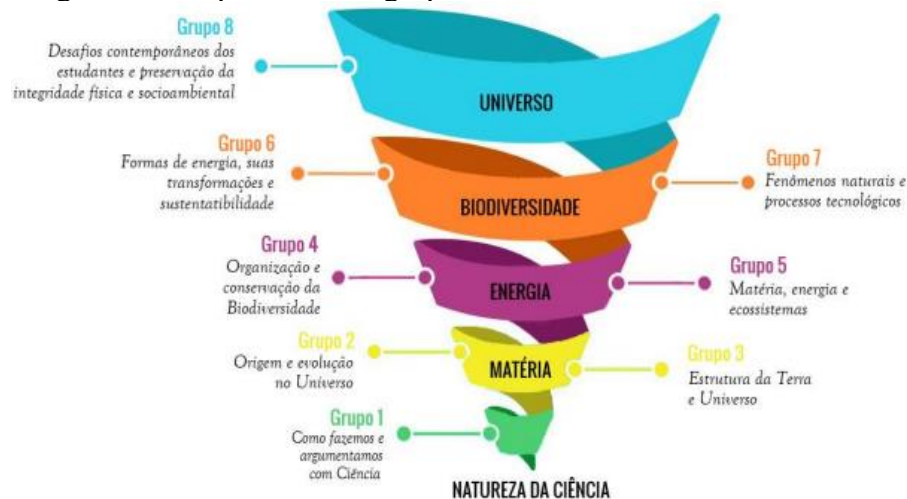 Grupo 8
Desafios contemporâneos dos
estudantes e preservação da
integridade física e socioambiental
UNIVERSO
Grupo 6
Formas de energia, suas
transformações e
sustentatibilidade
Grupo 7
Fenômenos naturais e
processos tecnológicos
BIODIVERSIDADE
Grupo 4
Organização e
conservação da
Biodiversidade
Grupo 5
Matéria, energia e
ecossistemas
ENERGIA
Grupo 2
Origem e evolução
no Universo
Grupo 3
Estrutura da Terra
e Universo
MATÉRIA
Grupo 1
Como fazemos e
argumentamos
com Ciência
NATUREZA DA CIÊNCIA